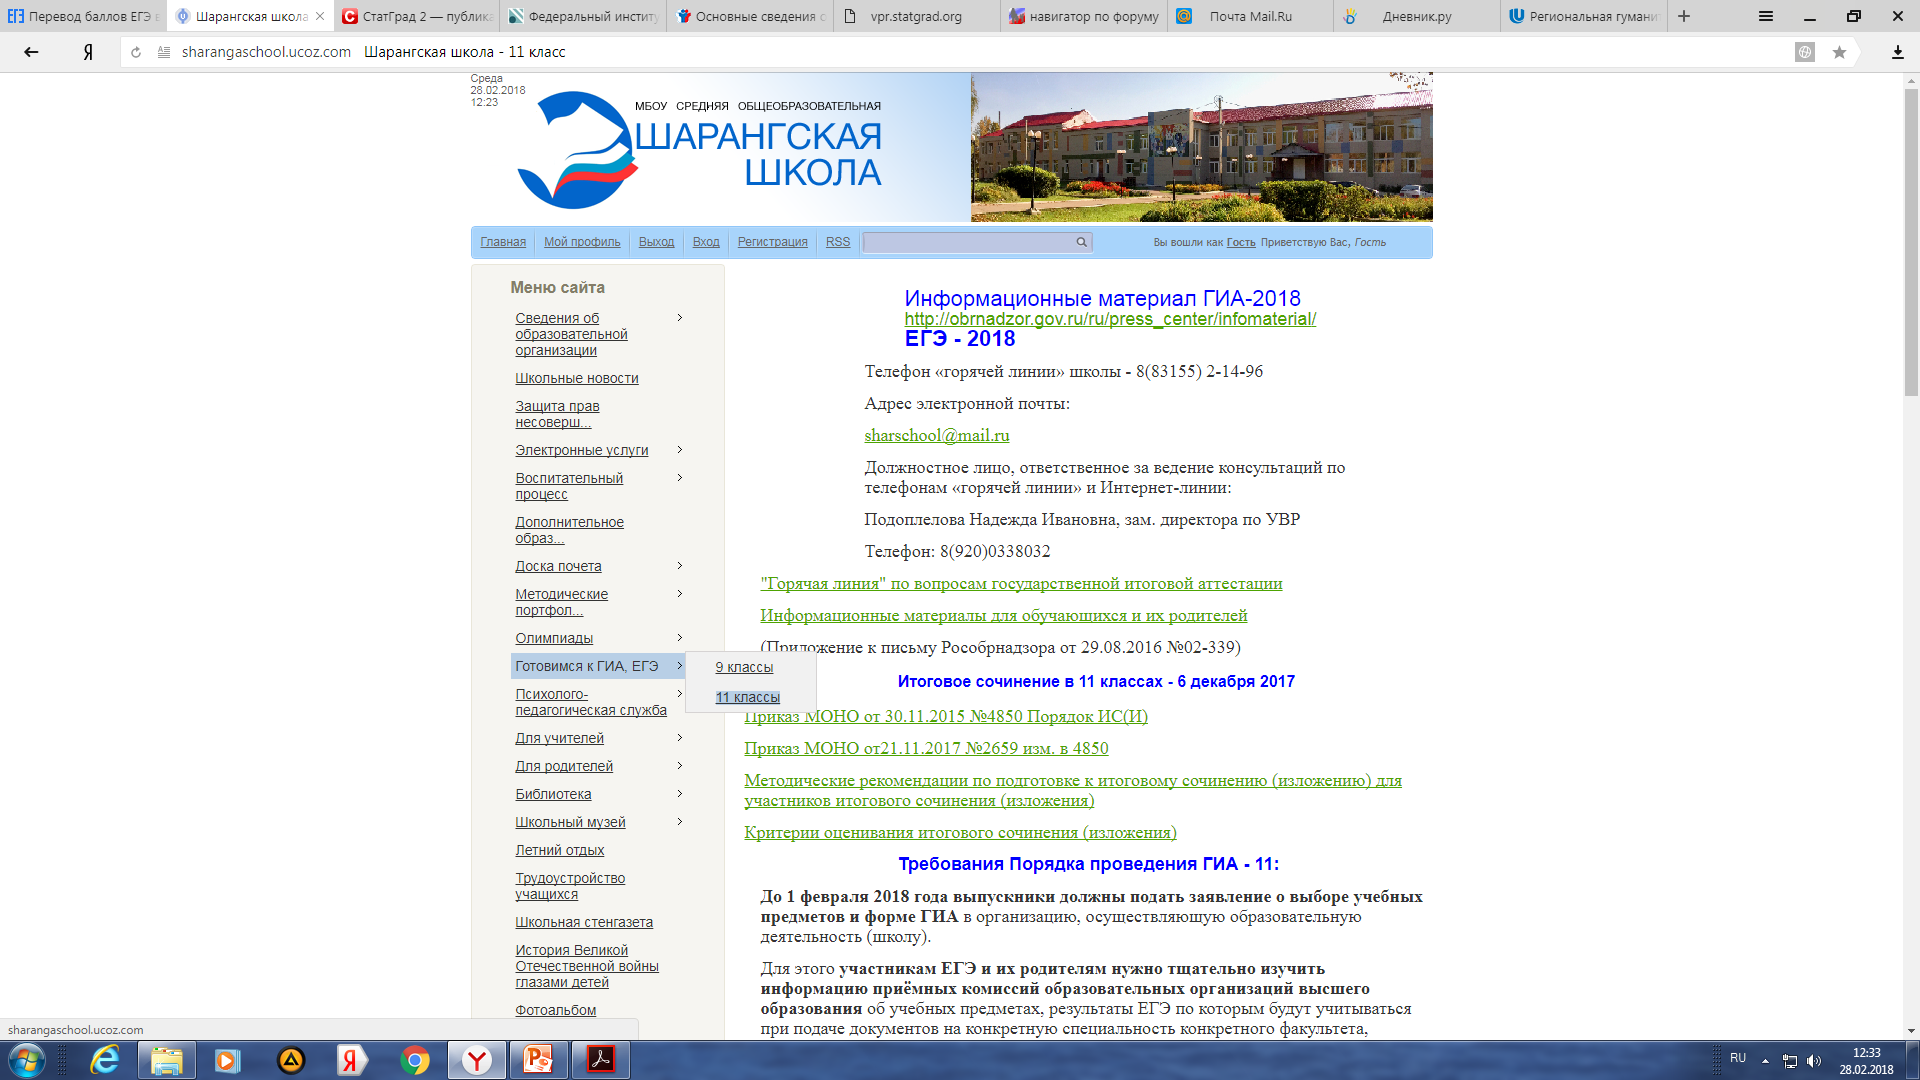 Перевод баллов ЕГЭ в
Шарангская школа
СтатГрад 2 — публика
Федеральный институ
Основные сведения о
vpr.statgrad.org
навигатор по форуму
Почта Mail.Ru
Дневник.ру
Региональная гумани
sharangaschool.ucoz.com Шарангская школа - 11 класс
Среда
28.02.2018
12:23
МБОУ СРЕДНЯЯ ОБЩЕОБРАЗОВАТЕЛЬНАЯ
ШАРАНГСКАЯ
ШКОЛА
Главная Мой профиль Выход Вход Регистрация RSS
Вы вошли как Гость Приветствую Вас, Гость
Меню сайта
Сведения об
образовательной
организации
Школьные новости
Защита прав
несоверш...
Электронные услуги
Воспитательный
процесс
Дополнительное
образ...
Доска почета
Методические
портфол...
Олимпиады
Готовимся к ГИА, ЕГЭ
9 классы
11 классы
Психолого-
педагогическая служба
Для учителей
Для родителей
Библиотека
Школьный музей
Летний отдых
Трудоустройство
учащихся
Школьная стенгазета
История Великой
Отечественной войны
глазами детей
Фотоальбом
Информационные материал ГИА-2018
http://obrnadzor.gov.ru/ru/press_center/infomaterial/
ЕГЭ - 2018
Телефон «горячей линии» школы - 8(83155) 2-14-96
Адрес электронной почты:
sharschool@mail.ru
Должностное лицо, ответственное за ведение консультаций по
телефонам «горячей линии» и Интернет-линии:
Подоплелова Надежда Ивановна, зам. директора по УВР
Телефон: 8(920)0338032
"Горячая линия" по вопросам государственной итоговой аттестации
Информационные материалы для обучающихся и их родителей
(Приложение к письму Рособрнадзора от 29.08.2016 №02-339)
Итоговое сочинение в 11 классах - 6 декабря 2017
Приказ МОНО от 30.11.2015 №4850 Порядок ИС(И)
Приказ МОНО от21.11.2017 №2659 изм. в 4850
Методические рекомендации по подготовке к итоговому сочинению (изложению) для
участников итогового сочинения (изложения)
Критерии оценивания итогового сочинения (изложения)
Требования Порядка проведения ГИА - 11:
До 1 февраля 2018 года выпускники должны подать заявление о выборе учебных
предметов и форме ГИА в организацию, осуществляющую образовательную
деятельность (школу).
Для этого участникам ЕГЭ и их родителям нужно тщательно изучить
информацию приёмных комиссий образовательных организаций высшего
образования об учебных предметах, результаты ЕГЭ по которым будут учитываться
при подаче документов на конкретную специальность конкретного факультета,
sharangaschool.ucoz.com
RU
12:33
28.02.2018